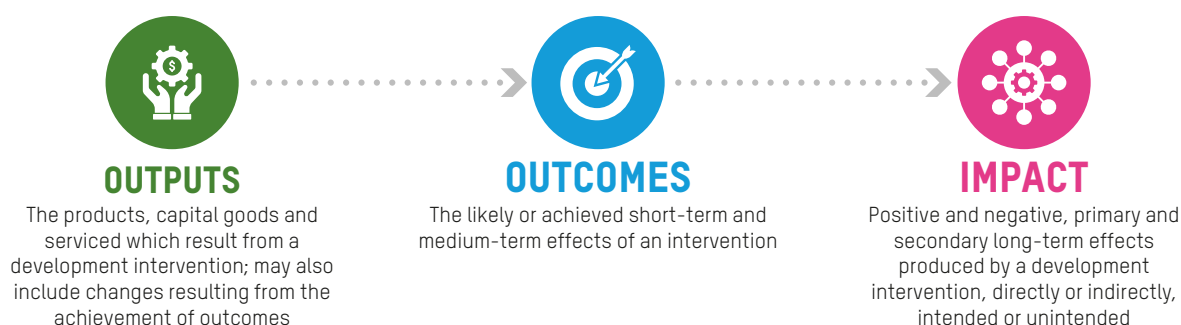 $
OUTPUTS
The products, capital goods and
serviced which result from a
development intervention; may also
include changes resulting from the
achievement of outcomes
OUTCOMES
The likely or achieved short-term and
medium-term effects of an intervention
IMPACT
Positive and negative, primary and
secondary long-term effects
produced by a development
intervention, directly or indirectly,
intended or unintended